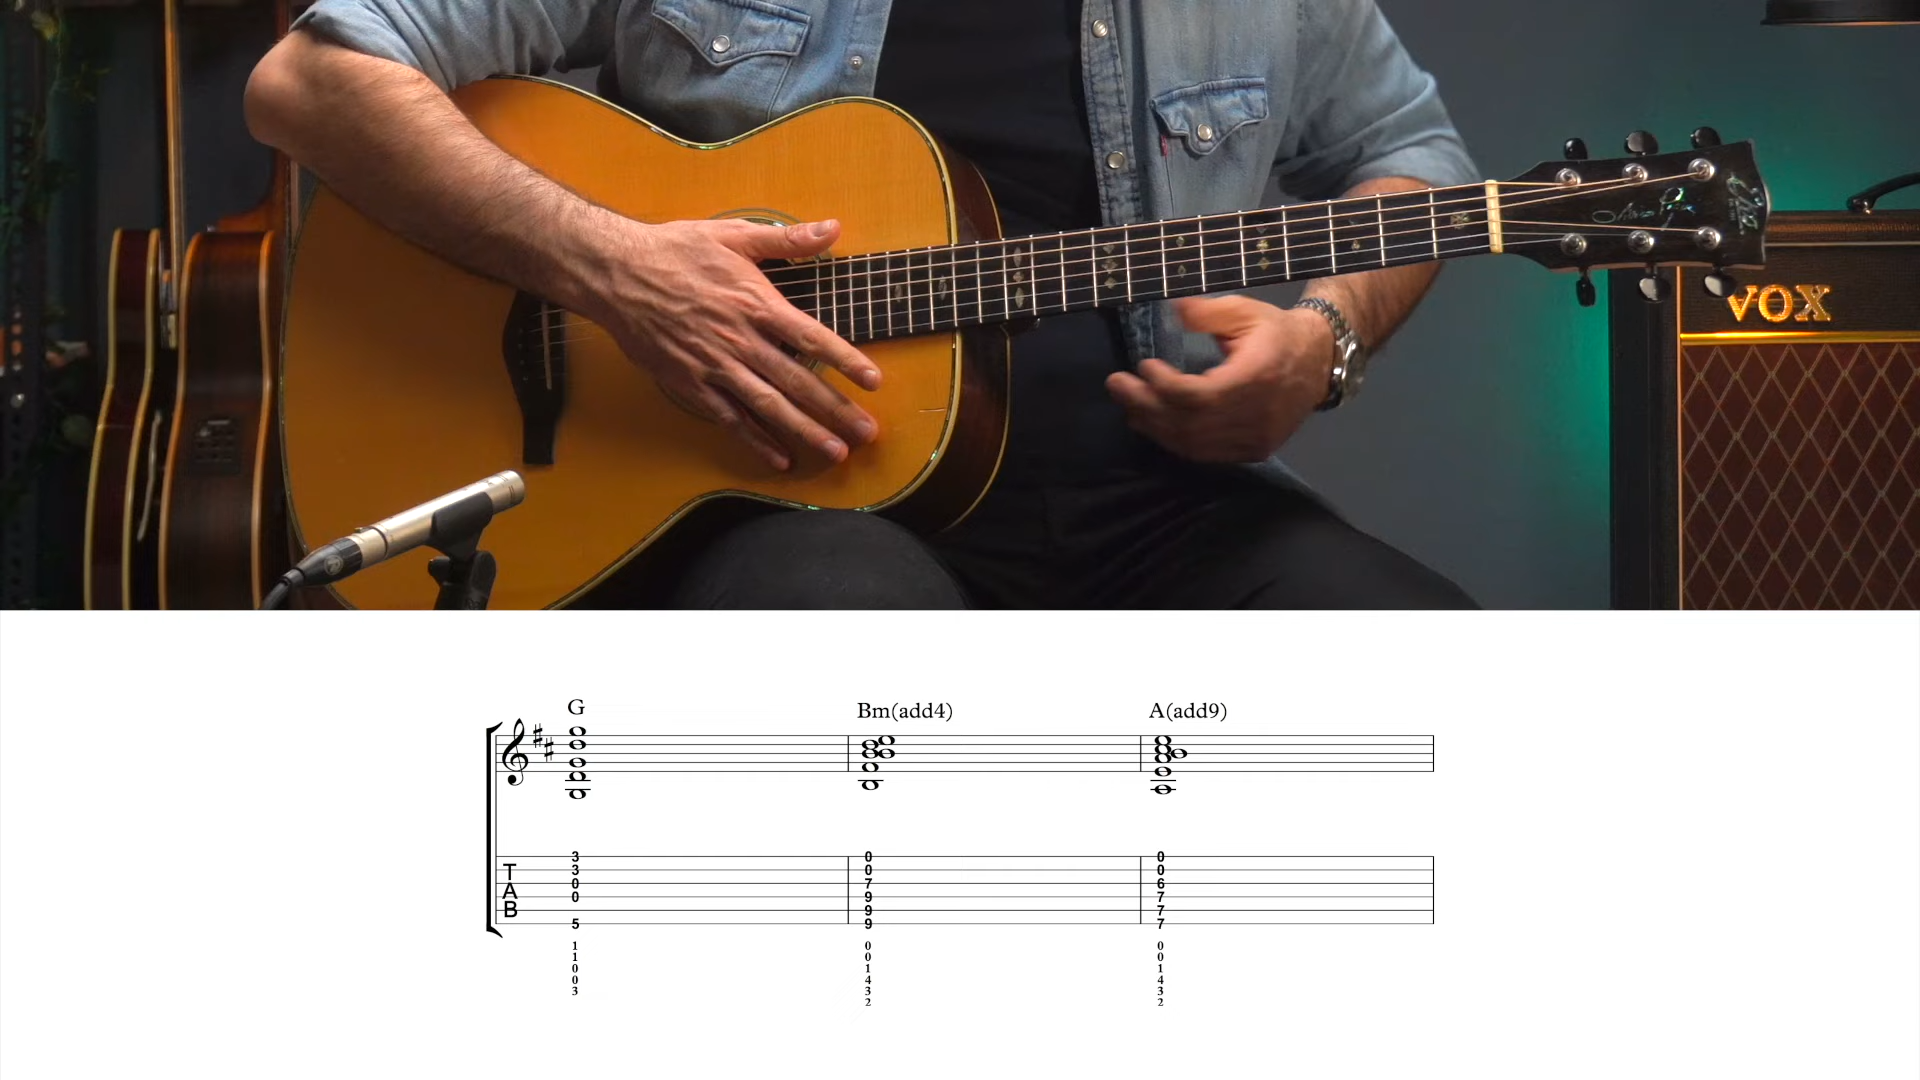 VOX
G Bm(add4) A(add9)
3 0 0
T 3 0 0
0 7 6
A 0 9 7
B 9 7
5 9 7
1 0 0
1 0 0
0 1 1
0 4 4
3 3 3
2 2